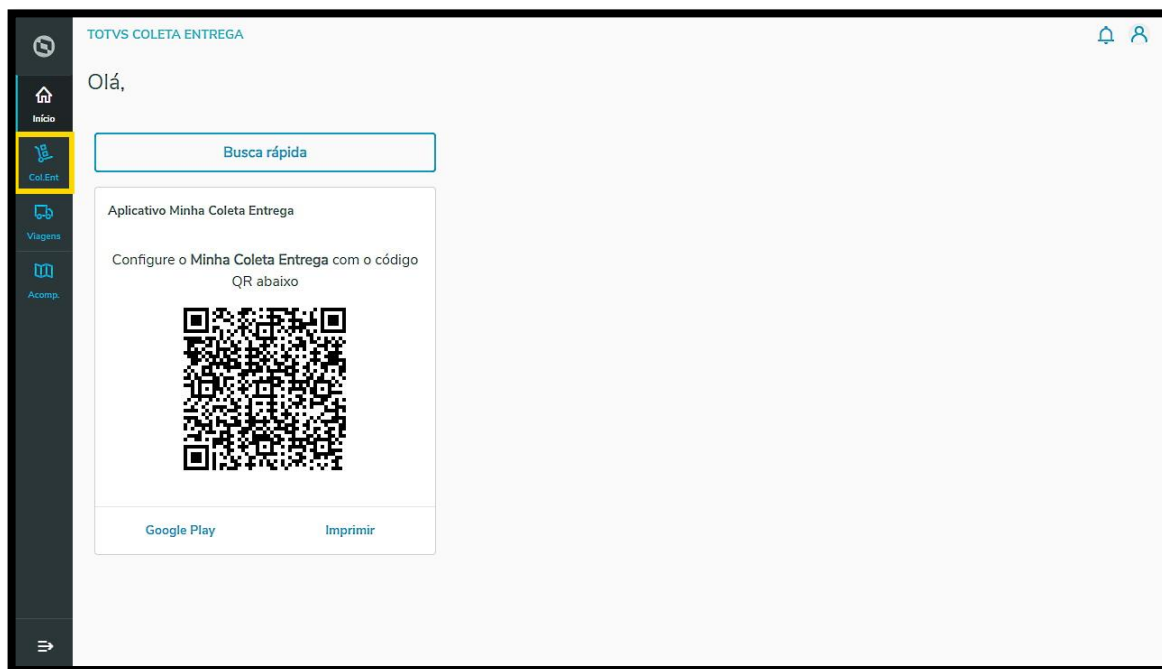 TOTVS COLETA ENTREGA
Olá,
Início
Col.Ent
Viagens
Acomp.
Busca rápida
Aplicativo Minha Coleta Entrega
Configure o Minha Coleta Entrega com o código
QR abaixo
Google Play
Imprimir